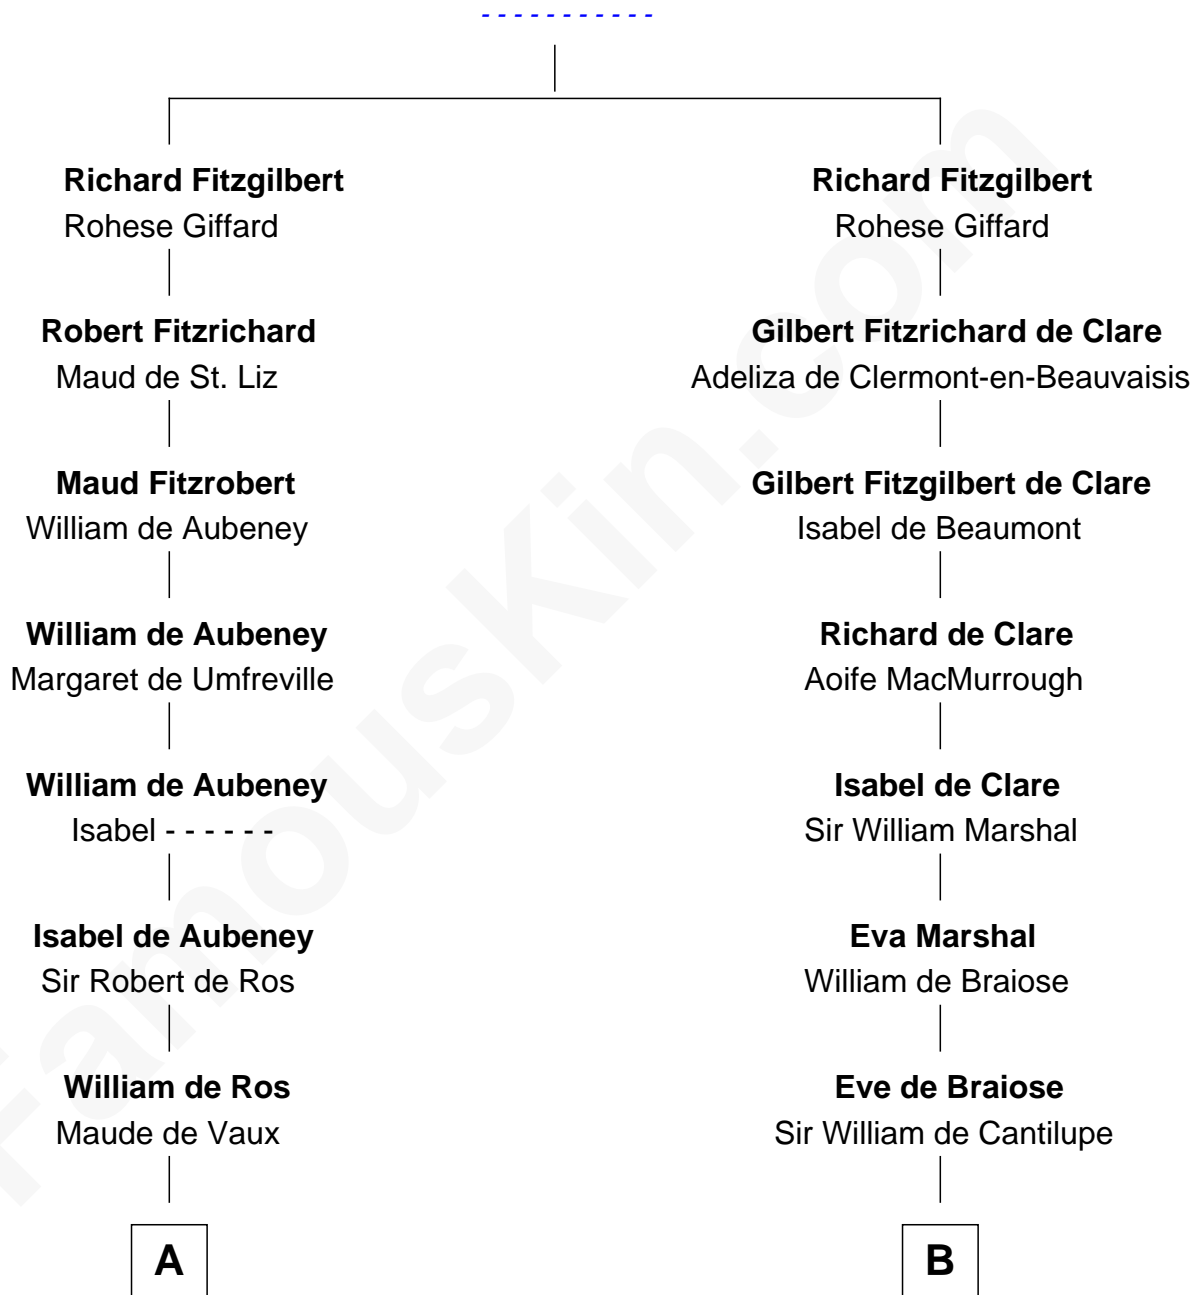 - - - - - - - - - - -
Richard Fitzgilbert
Rohese Giffard
Robert Fitzrichard
Maud de St. Liz
Maud Fitzrobert
William de Aubeney
William de Aubeney
Margaret de Umfreville
William de Aubeney
Isabel - - - - - -
Isabel de Aubeney
Sir Robert de Ros
William de Ros
Maude de Vaux
A
Richard Fitzgilbert
Rohese Giffard
Gilbert Fitzrichard de Clare
Adeliza de Clermont-en-Beauvaisis
Gilbert Fitzgilbert de Clare
Isabel de Beaumont
Richard de Clare
Aoife MacMurrough
Isabel de Clare
Sir William Marshal
Eva Marshal
William de Braiose
Eve de Braiose
Sir William de Cantilupe
B
FamousKin.com